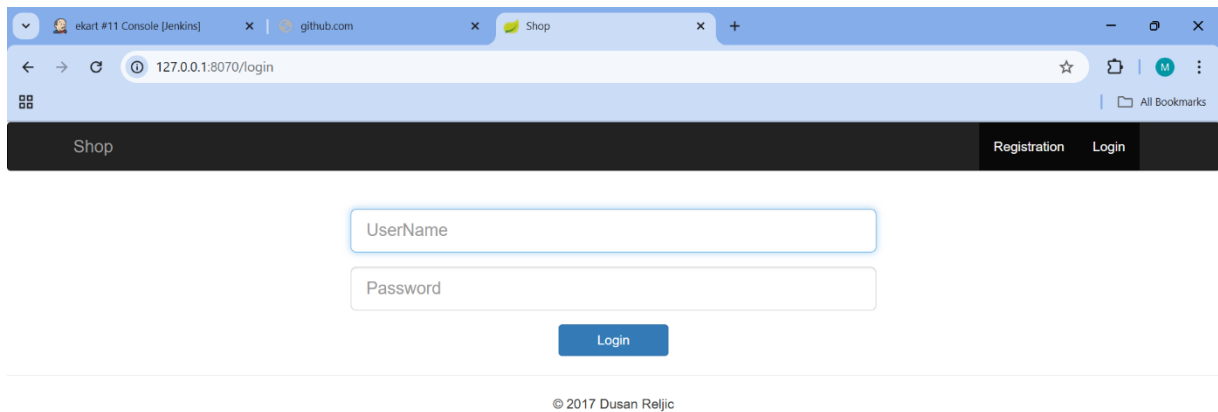 ekart #11 Console [Jenkins]
github.com
Shop
127.0.0.1:8070/login
M
All Bookmarks
Shop
Registration
Login
UserName
Password
Login
© 2017 Dusan Reljic